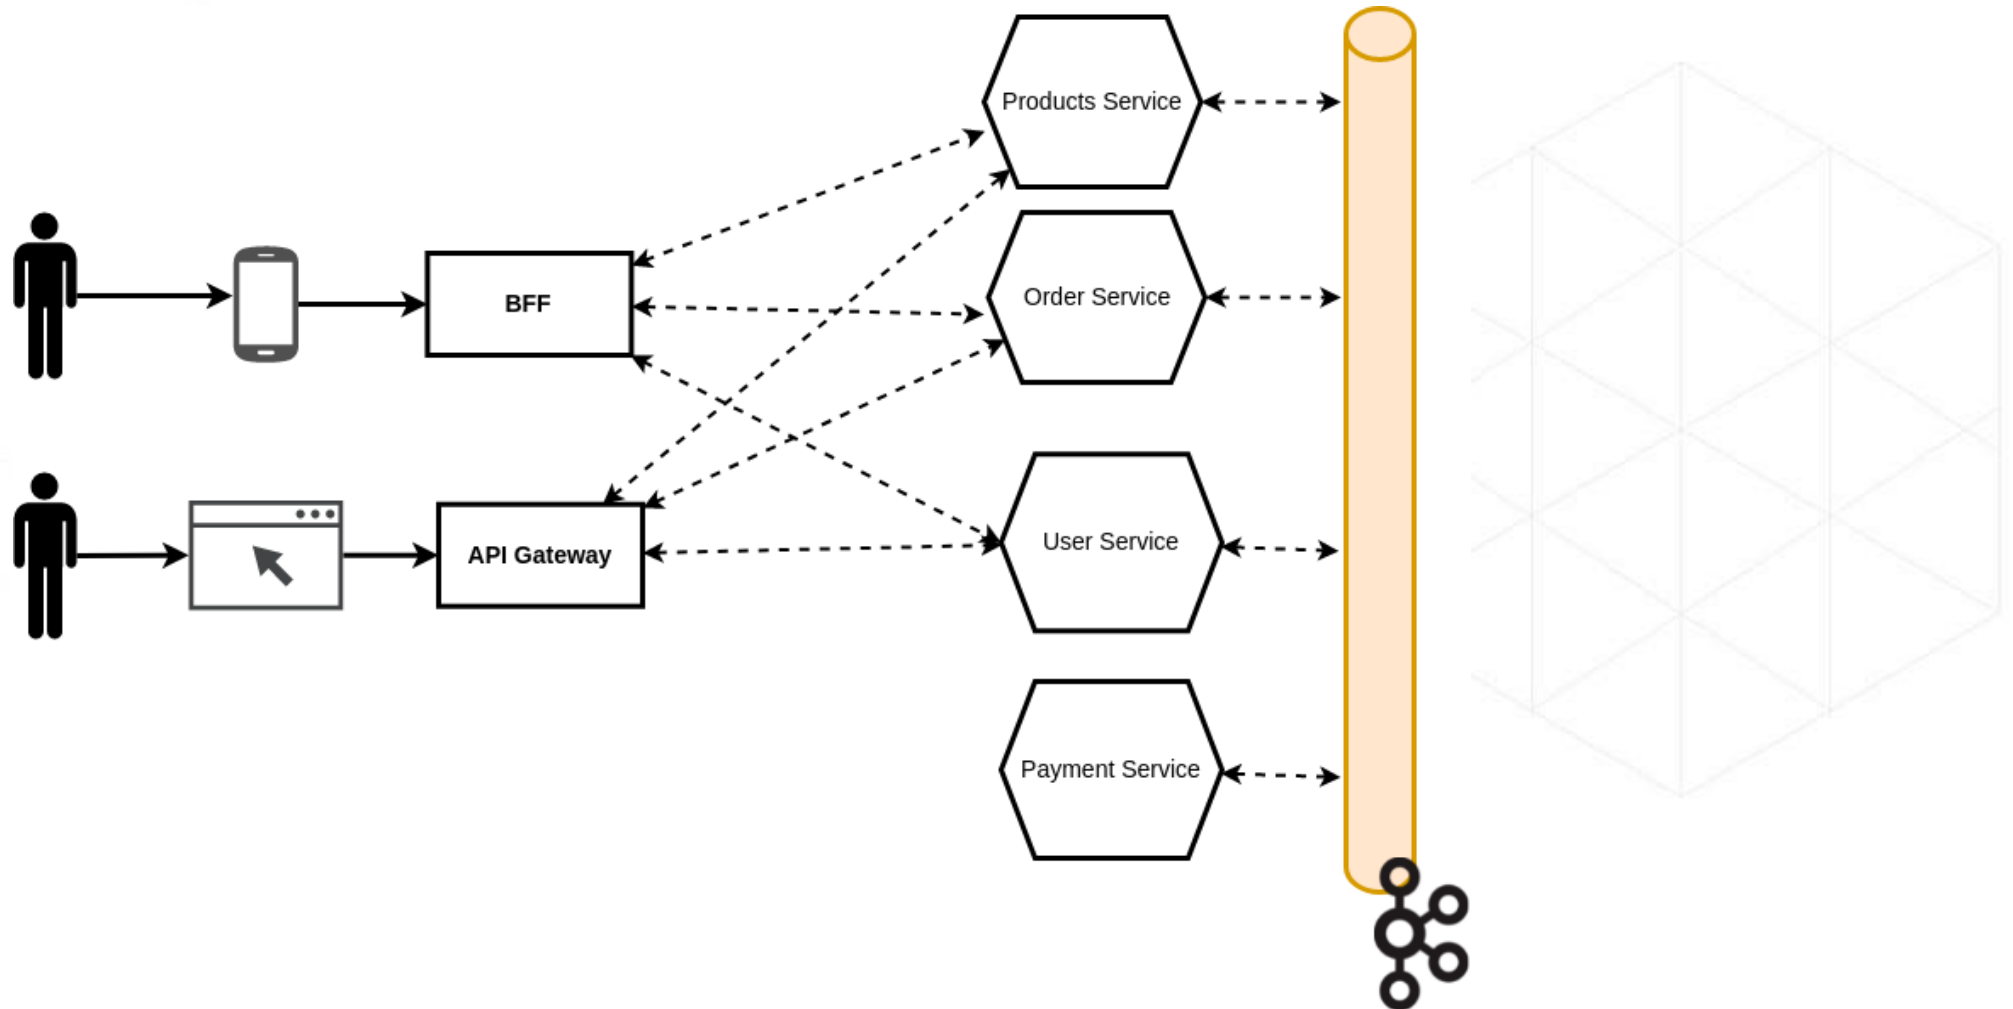 Products Service
Order Service
BFF
User Service
API Gateway
Payment Service